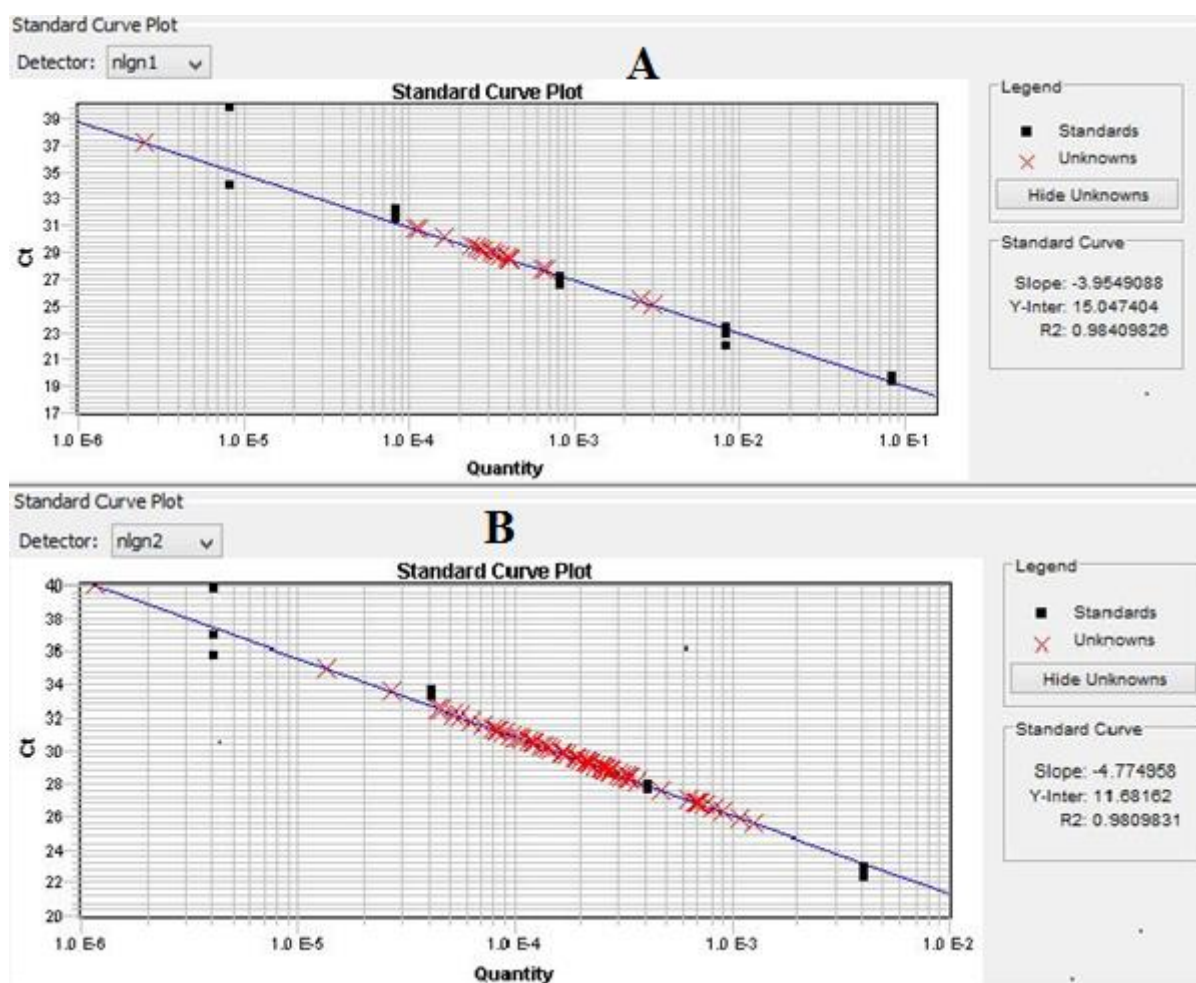 Standard Curve Plot
Detector: nlgn1
A
Standard Curve Plot
Ct
39
37
35
33
31
29
27
25
23
21
19
17
1.0 E-6 1.0 E-5 1.0 E-4 1.0 E-3 1.0 E-2 1.0 E-1
Quantity
Legend
Standards
Unknowns
Hide Unknowns
Standard Curve
Slope: -3.9549088
Y-Inter: 15.047404
R2: 0.98409826
Standard Curve Plot
Detector: nlgn2
B
Standard Curve Plot
Ct
40
38
36
34
32
30
28
26
24
22
20
1.0 E-6 1.0 E-5 1.0 E-4 1.0 E-3 1.0 E-2
Quantity
Legend
Standards
Unknowns
Hide Unknowns
Standard Curve
Slope: -4.774958
Y-Inter: 11.68162
R2: 0.9809831